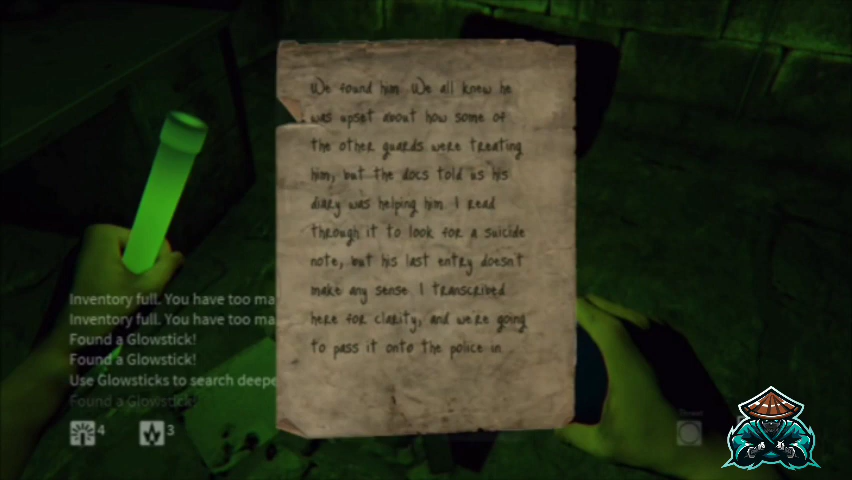 We found him. We all knew he
was upset about how some of
the other guards were treating
him, but the docs told us his
diary was helping him. I read
through it to look for a suicide
note, but his last entry doesn't
make any sense. I transcribed
here for clarity, and we're going
to pass it onto the police in
Inventory full. You have too ma
Inventory full. You have too ma
Found a Glowstick!
Found a Glowstick!
Use Glowsticks to search deepe
Found a Glowstick!
4
3